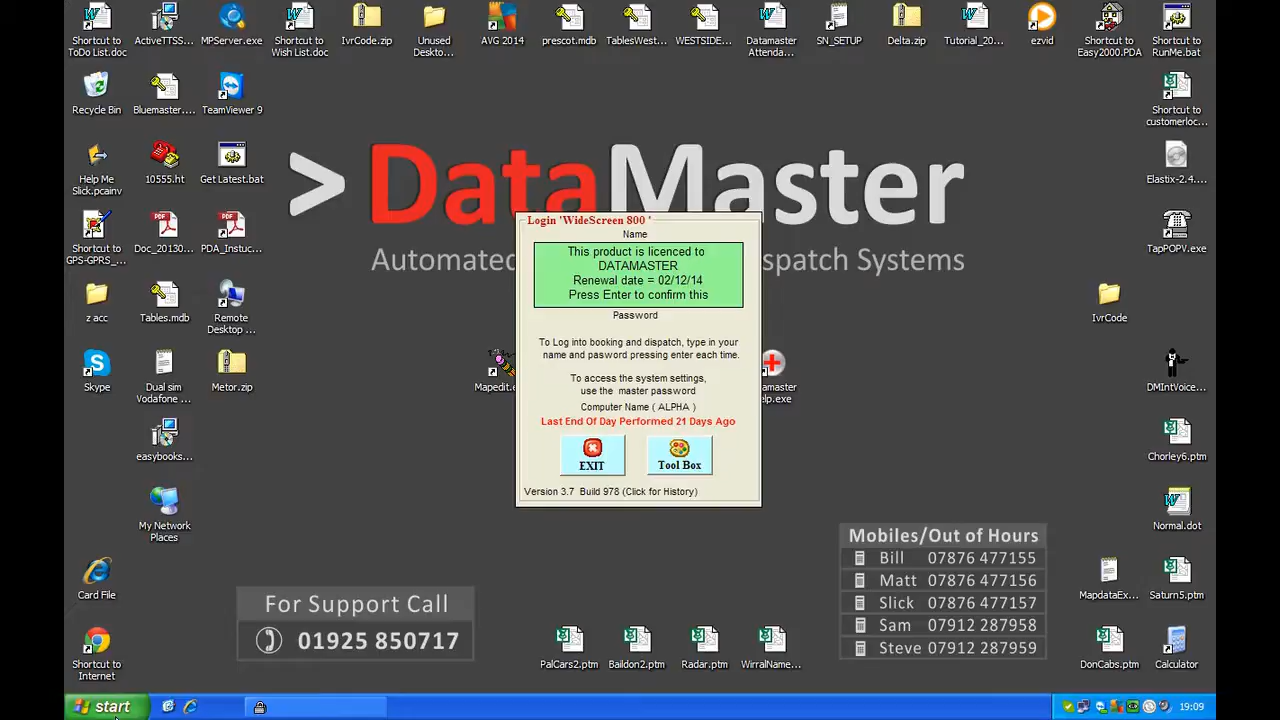 Shortcut to ToDo List.doc
ActiveTTSS...
MPServer.exe
Shortcut to Wish List.doc
IvrCode.zip
Unused Deskto...
AVG 2014
prescot.mdb
TablesWest...
WESTSIDE...
Datamaster Attenda...
SN_SETUP
Delta.zip
Tutorial_20...
ezvid
Shortcut to Easy2000.PDA
Shortcut to RunMe.bat
Recycle Bin
Bluemaster....
TeamViewer 9
Shortcut to customerloc...
Help Me Slick.pcainv
10555.ht
Get Latest.bat
> DataMaster
Elastix-2.4....
Shortcut to GPS-GPRS_...
Doc_20130...
PDA_Instuc...
Automated
spatch Systems
TapPOPV.exe
z acc
Tables.mdb
Remote Desktop ...
IvrCode
Skype
Dual sim Vodafone ...
Metor.zip
Mapedit.e
amaster
elp.exe
DMIntVoice...
Login 'WideScreen 800 '
Name
This product is licenced to
DATAMASTER
Renewal date = 02/12/14
Press Enter to confirm this
Password
To Log into booking and dispatch, type in your
name and pasword pressing enter each time.
To access the system settings,
use the master password
Computer Name ( ALPHA )
Last End Of Day Performed 21 Days Ago
EXIT
Tool Box
Version 3.7 Build 978 (Click for History)
easybooks...
Chorley6.ptm
My Network Places
Normal.dot
Card File
For Support Call
01925 850717
Mobiles/Out of Hours
Bill 07876 477155
Matt 07876 477156
Slick 07876 477157
Sam 07912 287958
Steve 07912 287959
MapdataEx...
Saturn5.ptm
Shortcut to Internet
PalCars2.ptm
Baildon2.ptm
Radar.ptm
WirralName...
DonCabs.ptm
Calculator
start
19:09